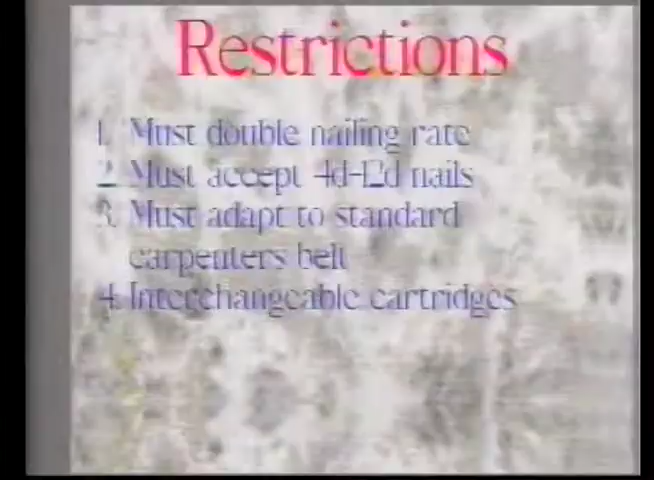 Restrictions
1. Must double nailing rate
2. Must accept 4d-12d nails
3. Must adapt to standard
carpenters belt
4. Interchangeable cartridges